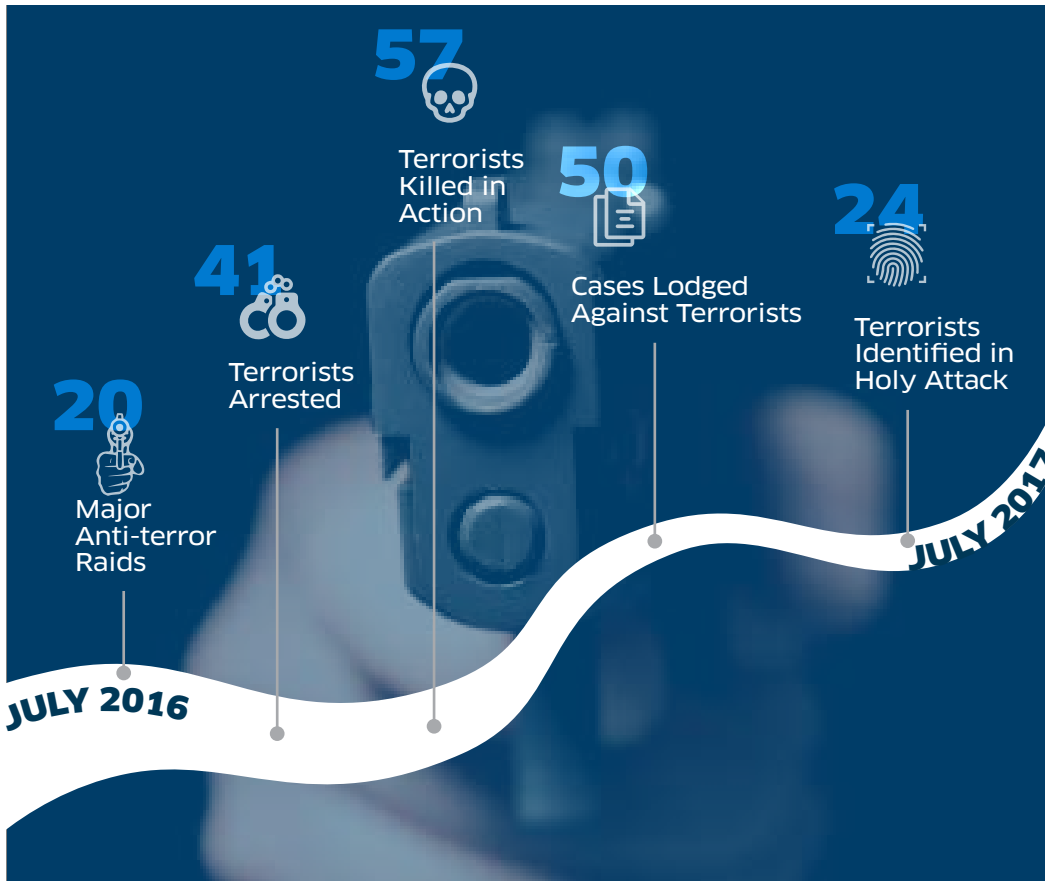 57
Terrorists
Killed in
Action
50
Cases Lodged
Against Terrorists
24
Terrorists
Identified in
Holy Attack
41
Terrorists
Arrested
20
Major
Anti-terror
Raids
JULY 2016
JULY 2017